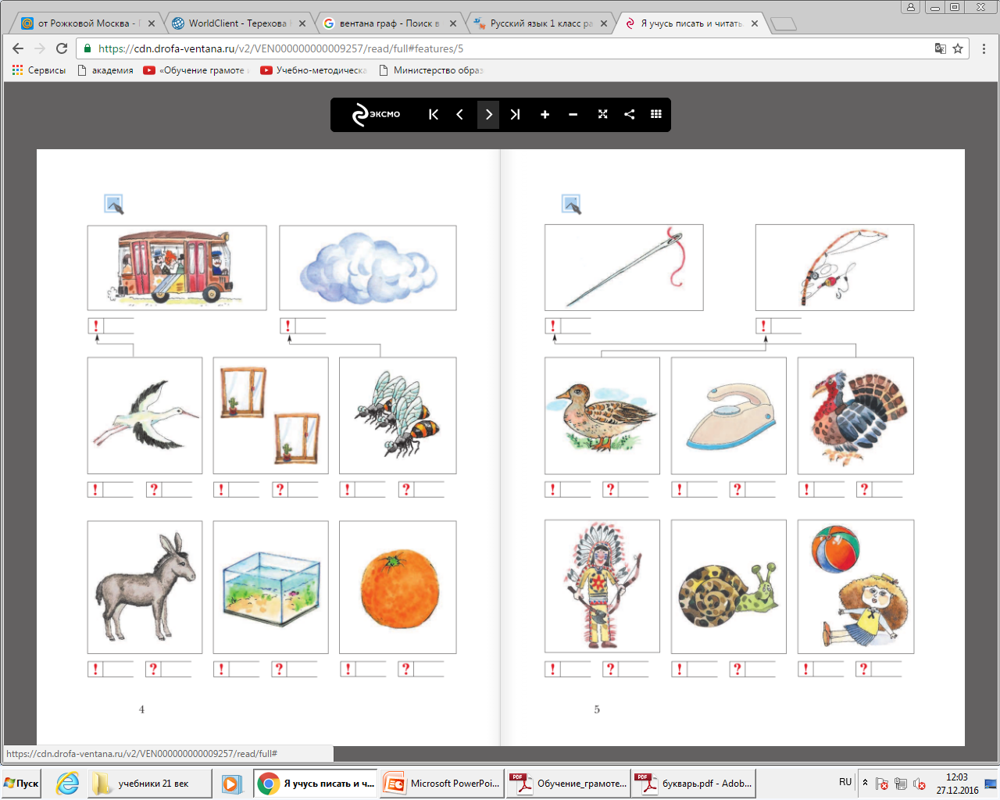 от Рожковой Москва - Г
WorldClient - Терехова
вентана граф - Поиск в
Русский язык 1 класс ра
Я учусь писать и читать.
https://cdn.drofa-ventana.ru/v2/VEN000000000009257/read/full#features/5
Сервисы
академия
«Обучение грамоте
Учебно-методическа
Министерство образ
эксмо
!
!
!
!
! ? ! ? ! ?
! ? ! ? ! ?
! ? ! ? ! ?
! ? ! ? ! ?
4
5
https://cdn.drofa-ventana.ru/v2/VEN000000000009257/read/full#
Пуск
учебники 21 век
Я учусь писать и ч...
Microsoft PowerPoi...
Обучение_грамоте...
букварь.pdf - Adob...
RU
12:03
27.12.2016